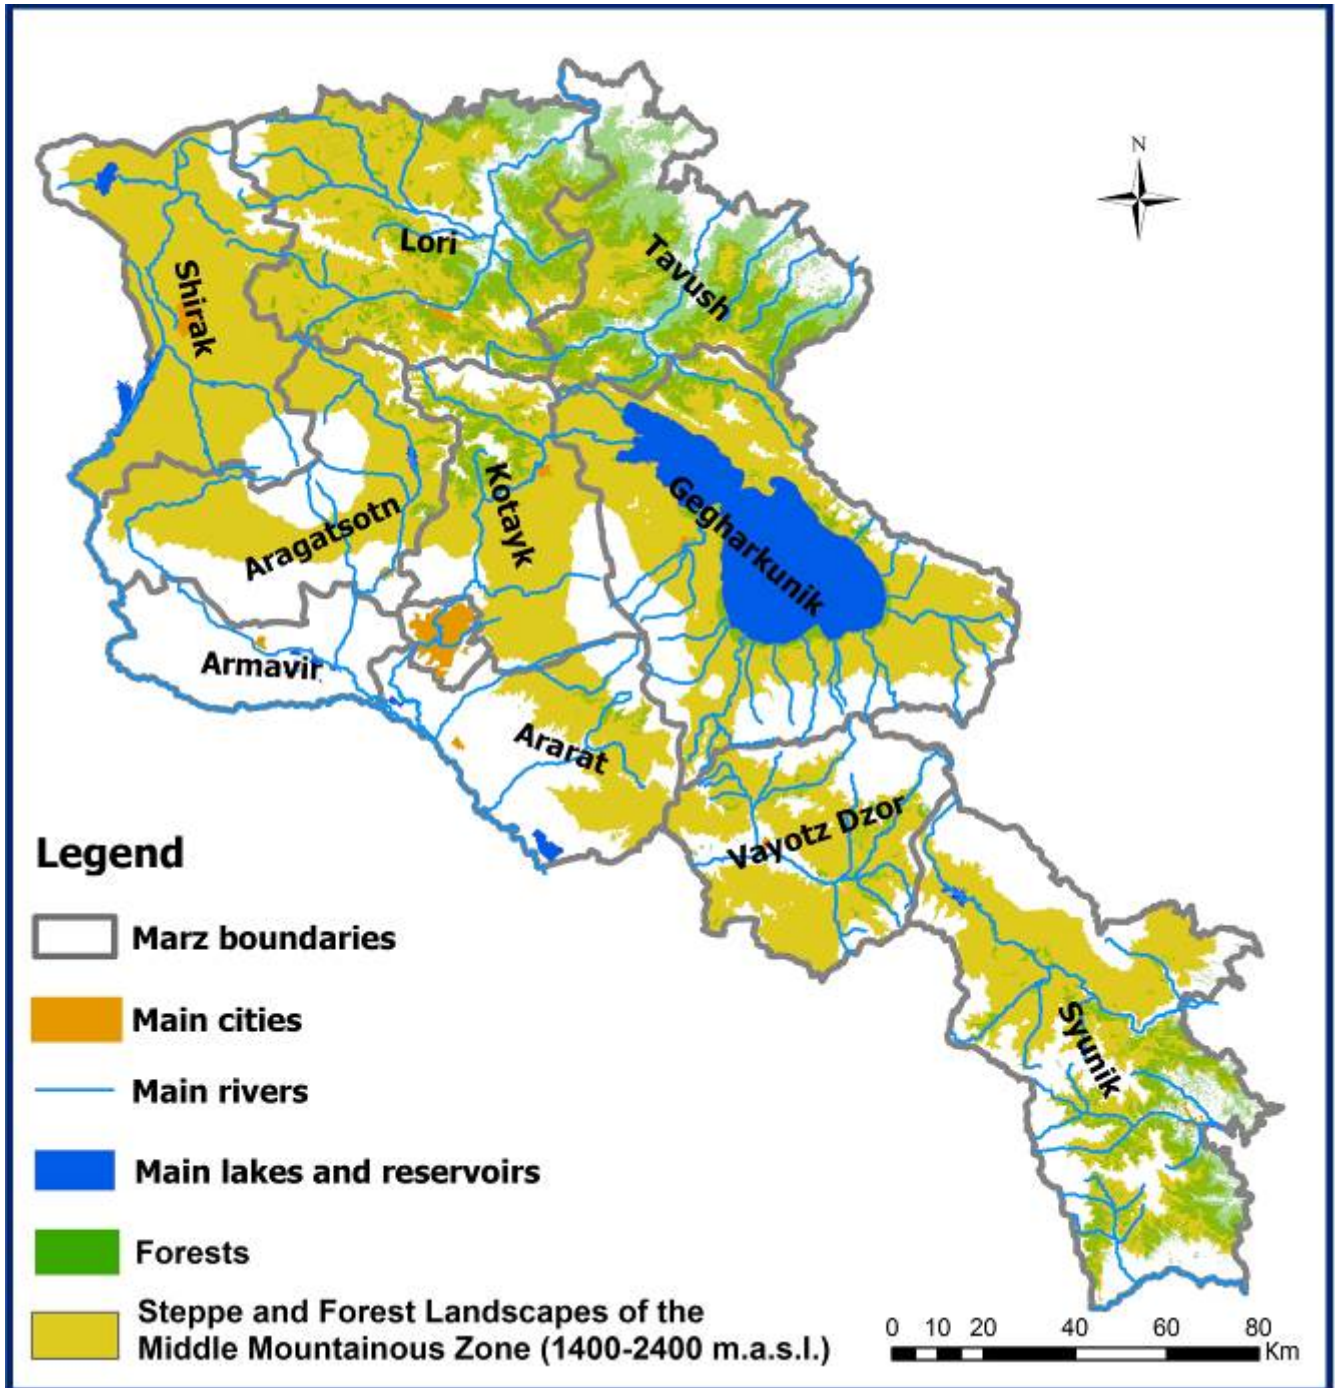 N
Lori
Tavush
Shirak
Kotayk
Gegharkunik
Aragatsotn
Armavir
Ararat
Vayotz Dzor
Syunik
Legend
Marz boundaries
Main cities
Main rivers
Main lakes and reservoirs
Forests
Steppe and Forest Landscapes of the
Middle Mountainous Zone (1400-2400 m.a.s.l.)
0 10 20 40 60 80
Km